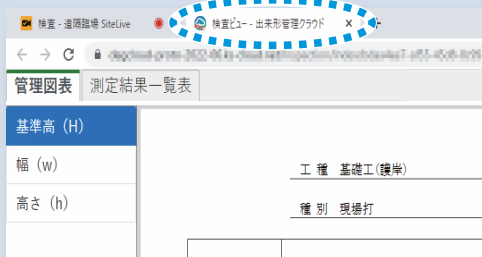 検査 - 遠隔臨場 SiteLive
検査ビュー - 出来形管理クラウド
管理図表 測定結果一覧表
基準高（H）
幅（w）
高さ（h）
工 種 基礎工(護岸)
種 別 現場打